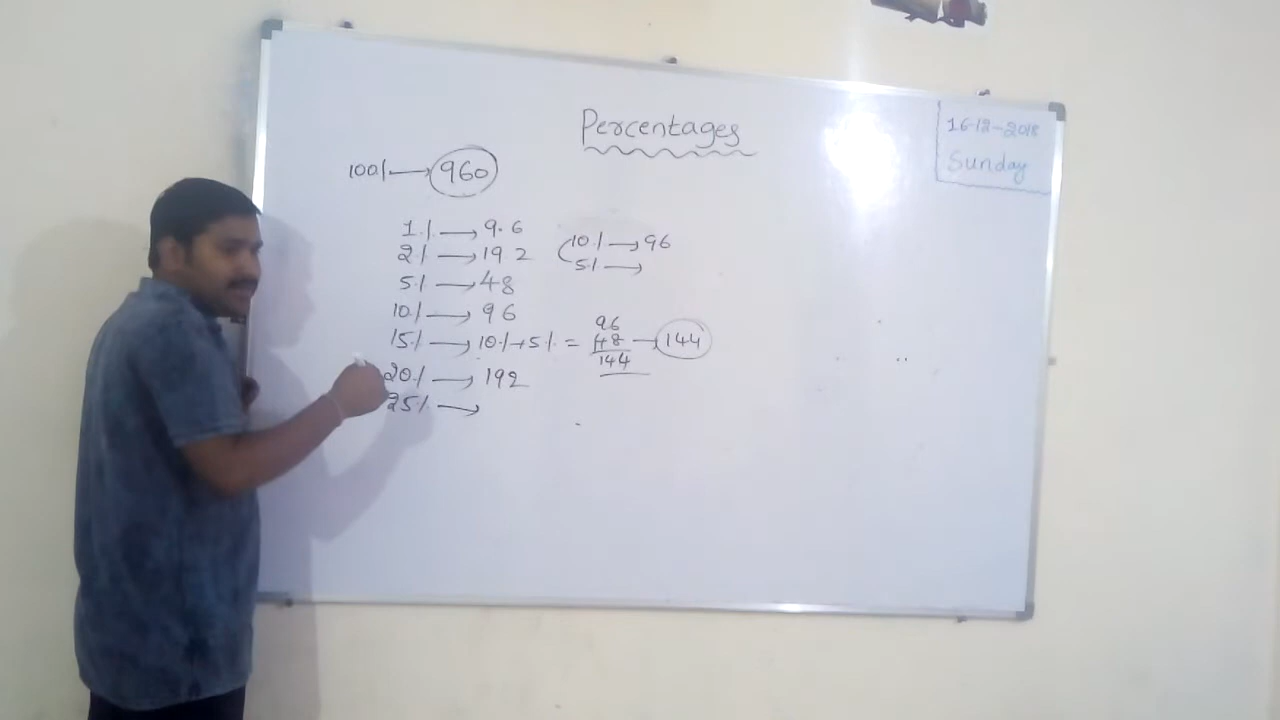 Percentages
16-12-2018
Sunday
100% → 960
1% → 9.6
2% → 19.2
5% → 48
10% → 96
15% → 10% + 5% = 96
48 → 144
144
20% → 192
25% →
10% → 96
5% →